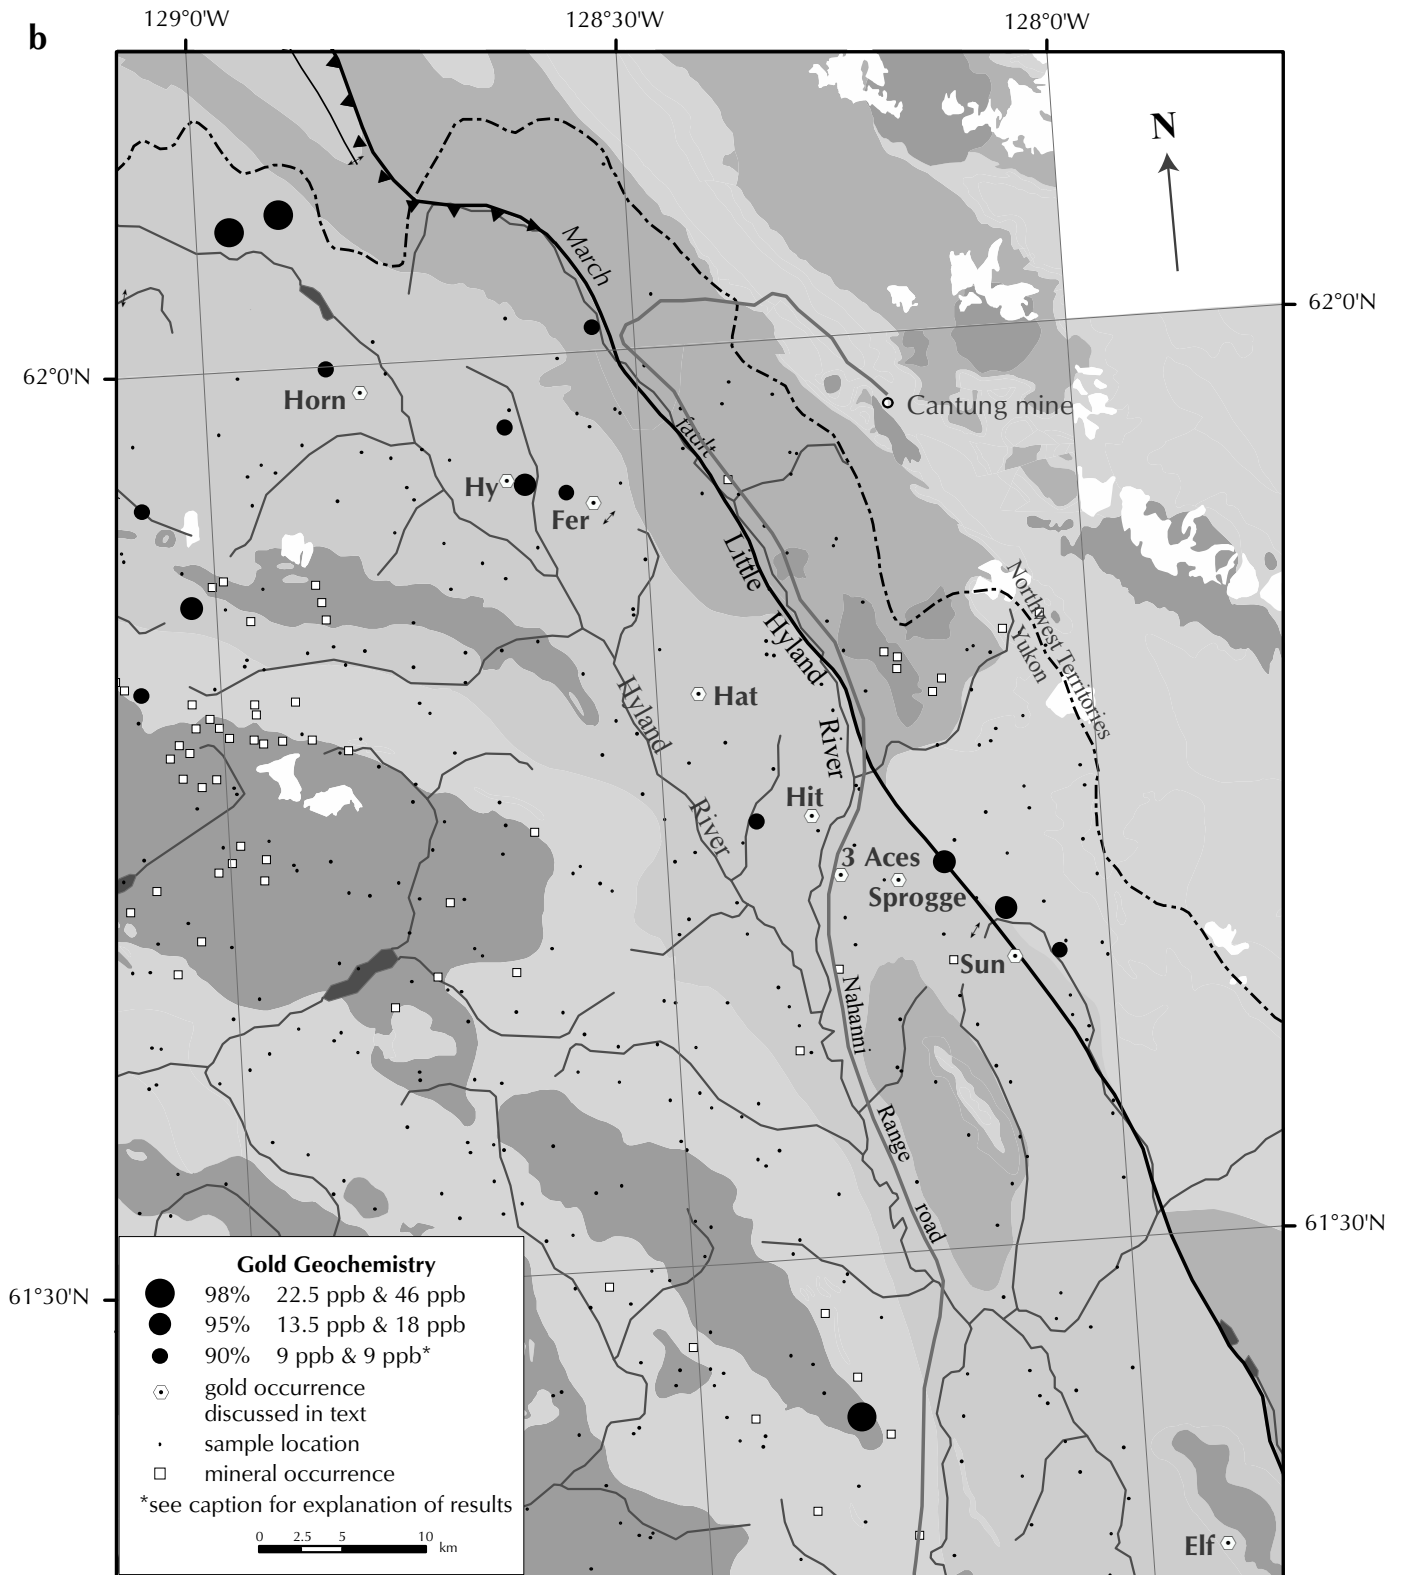 b
129°0'W
128°30'W
128°0'W
N
March
62°0'N
62°0'N
Horn
Cantung mine
fault
Hy
Fer
Little
Hyland
River
Northwest Territories
Yukon
Hyland
River
Hat
Hit
3 Aces
Sprogge
Sun
Nahanni
Range
road
61°30'N
61°30'N
Gold Geochemistry
98% 22.5 ppb & 46 ppb
95% 13.5 ppb & 18 ppb
90% 9 ppb & 9 ppb*
gold occurrence
discussed in text
sample location
mineral occurrence
*see caption for explanation of results
0 2.5 5 10
km
Elf